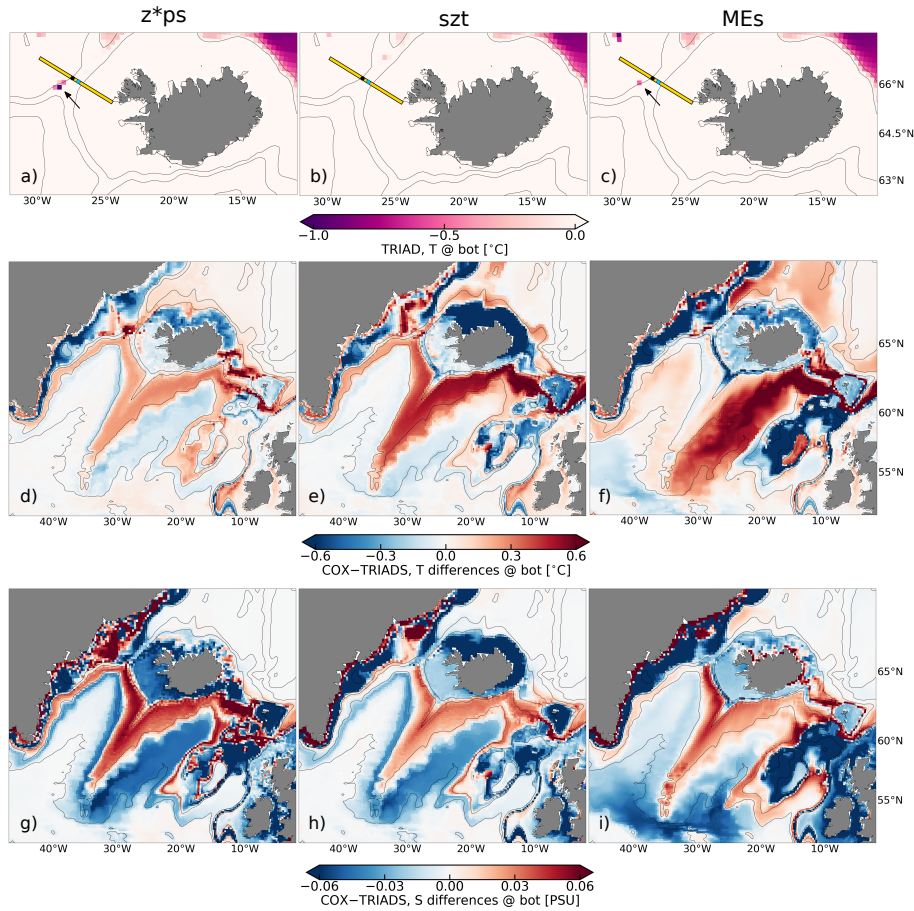 z*ps szt MEs
66°N
64.5°N
a) b) c)
63°N
30°W 25°W 20°W 15°W 30°W 25°W 20°W 15°W 30°W 25°W 20°W 15°W
−1.0 −0.5 0.0
TRIAD, T @ bot [°C]
65°N
60°N
55°N
d) e) f)
40°W 30°W 20°W 10°W 40°W 30°W 20°W 10°W 40°W 30°W 20°W 10°W
−0.6 −0.3 0.0 0.3 0.6
COX−TRIADS, T differences @ bot [°C]
65°N
60°N
55°N
g) h) i)
40°W 30°W 20°W 10°W 40°W 30°W 20°W 10°W 40°W 30°W 20°W 10°W
−0.06 −0.03 0.00 0.03 0.06
COX−TRIADS, S differences @ bot [PSU]